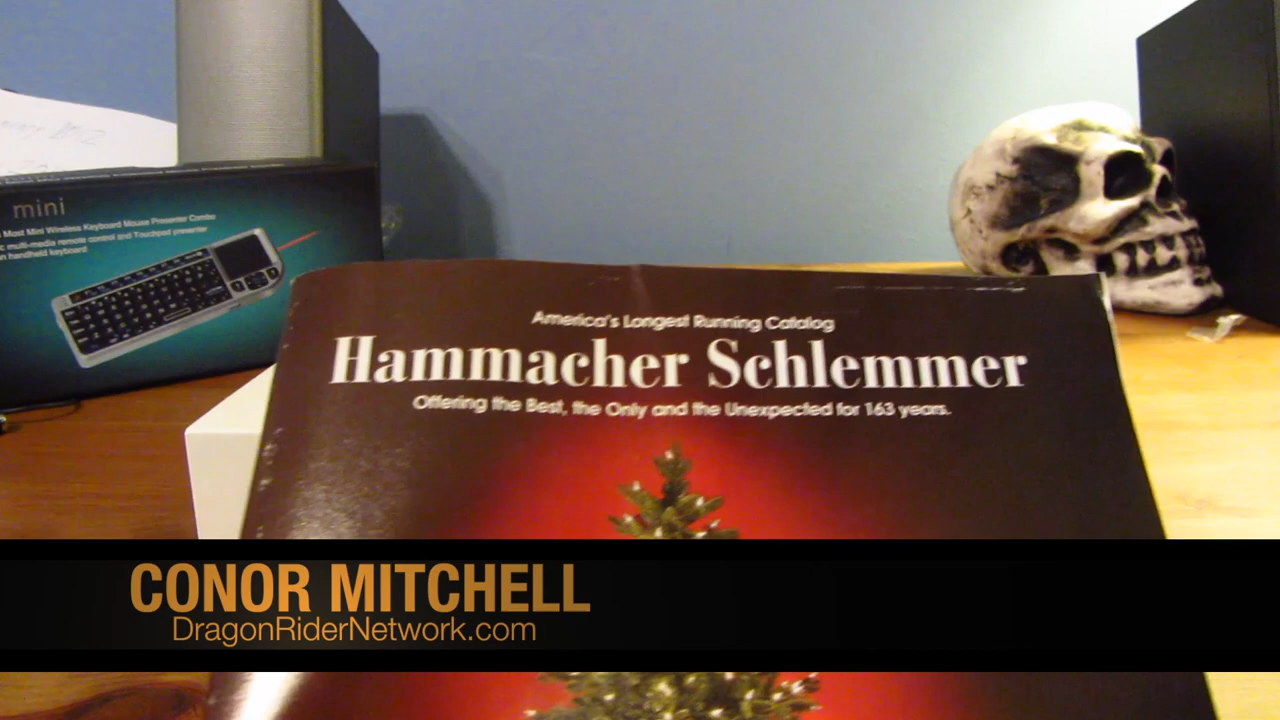 mini
Most Mini Wireless Keyboard Mouse Presenter Combo
multi-media remote control and Touchpad presenter
handheld keyboard
America's Longest Running Catalog
Hammacher Schlemmer
Offering the Best, the Only and the Unexpected for 163 years.
CONOR MITCHELL
DragonRiderNetwork.com